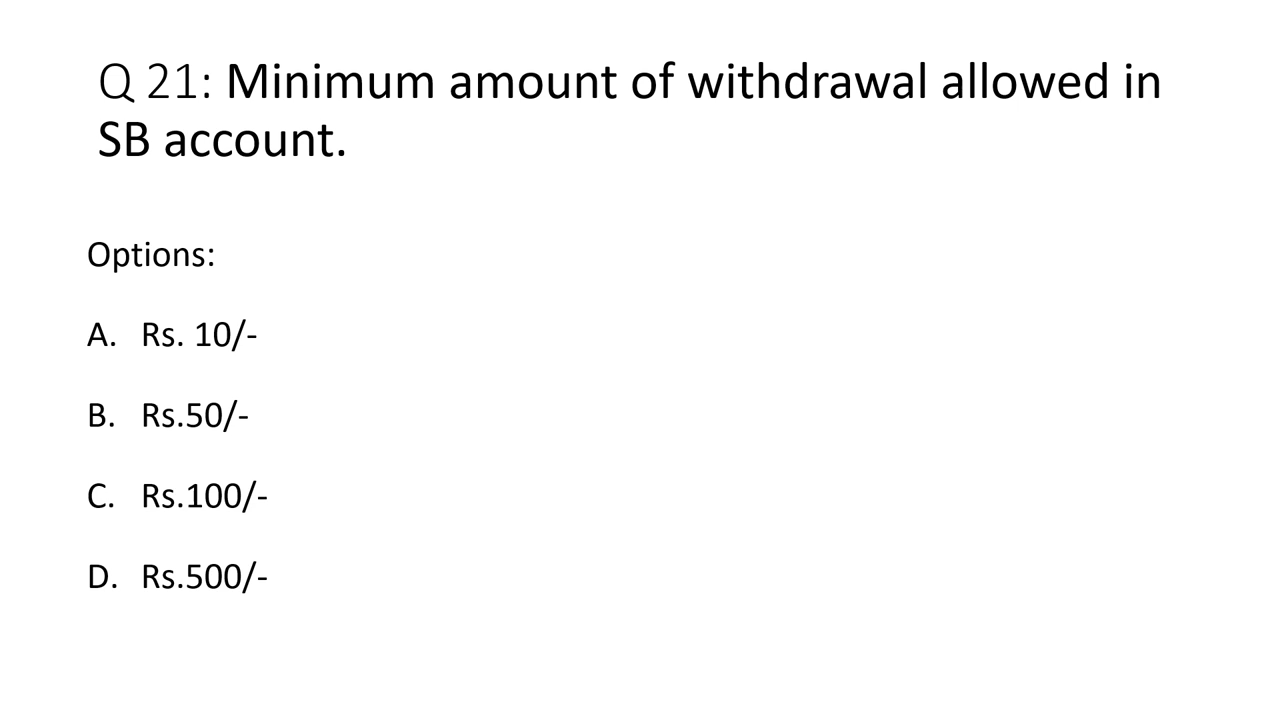 Q 21: Minimum amount of withdrawal allowed in
SB account.
Options:
A. Rs. 10/-
B. Rs.50/-
C. Rs.100/-
D. Rs.500/-